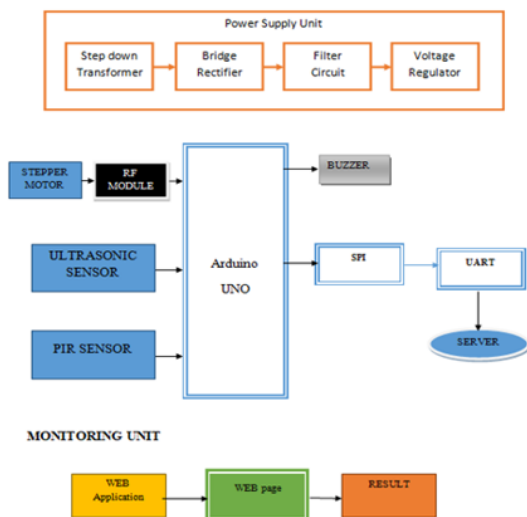 Power Supply Unit
Step down
Transformer
Bridge
Rectifier
Filter
Circuit
Voltage
Regulator
STEPPER
MOTOR
RF
MODULE
BUZZER
ULTRASONIC
SENSOR
Arduino
UNO
SPI
UART
PIR SENSOR
SERVER
MONITORING UNIT
WEB
Application
WEB page
RESULT